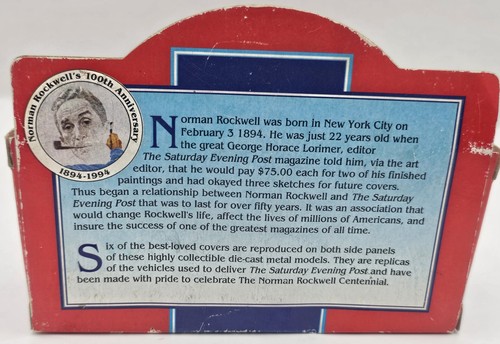 Norman Rockwell's 100th Anniversary
1894-1994
Norman Rockwell was born in New York City on
February 3 1894. He was just 22 years old when
the great George Horace Lorimer, editor
The Saturday Evening Post magazine told him, via the art
editor, that he would pay $75.00 each for two of his finished
paintings and had okayed three sketches for future covers.
Thus began a relationship between Norman Rockwell and The Saturday
Evening Post that was to last for over fifty years. It was an association that
would change Rockwell's life, affect the lives of millions of Americans, and
insure the success of one of the greatest magazines of all time.
Six of the best-loved covers are reproduced on both side panels
of these highly collectible die-cast metal models. They are replicas
of the vehicles used to deliver The Saturday Evening Post and have
been made with pride to celebrate The Norman Rockwell Centennial.